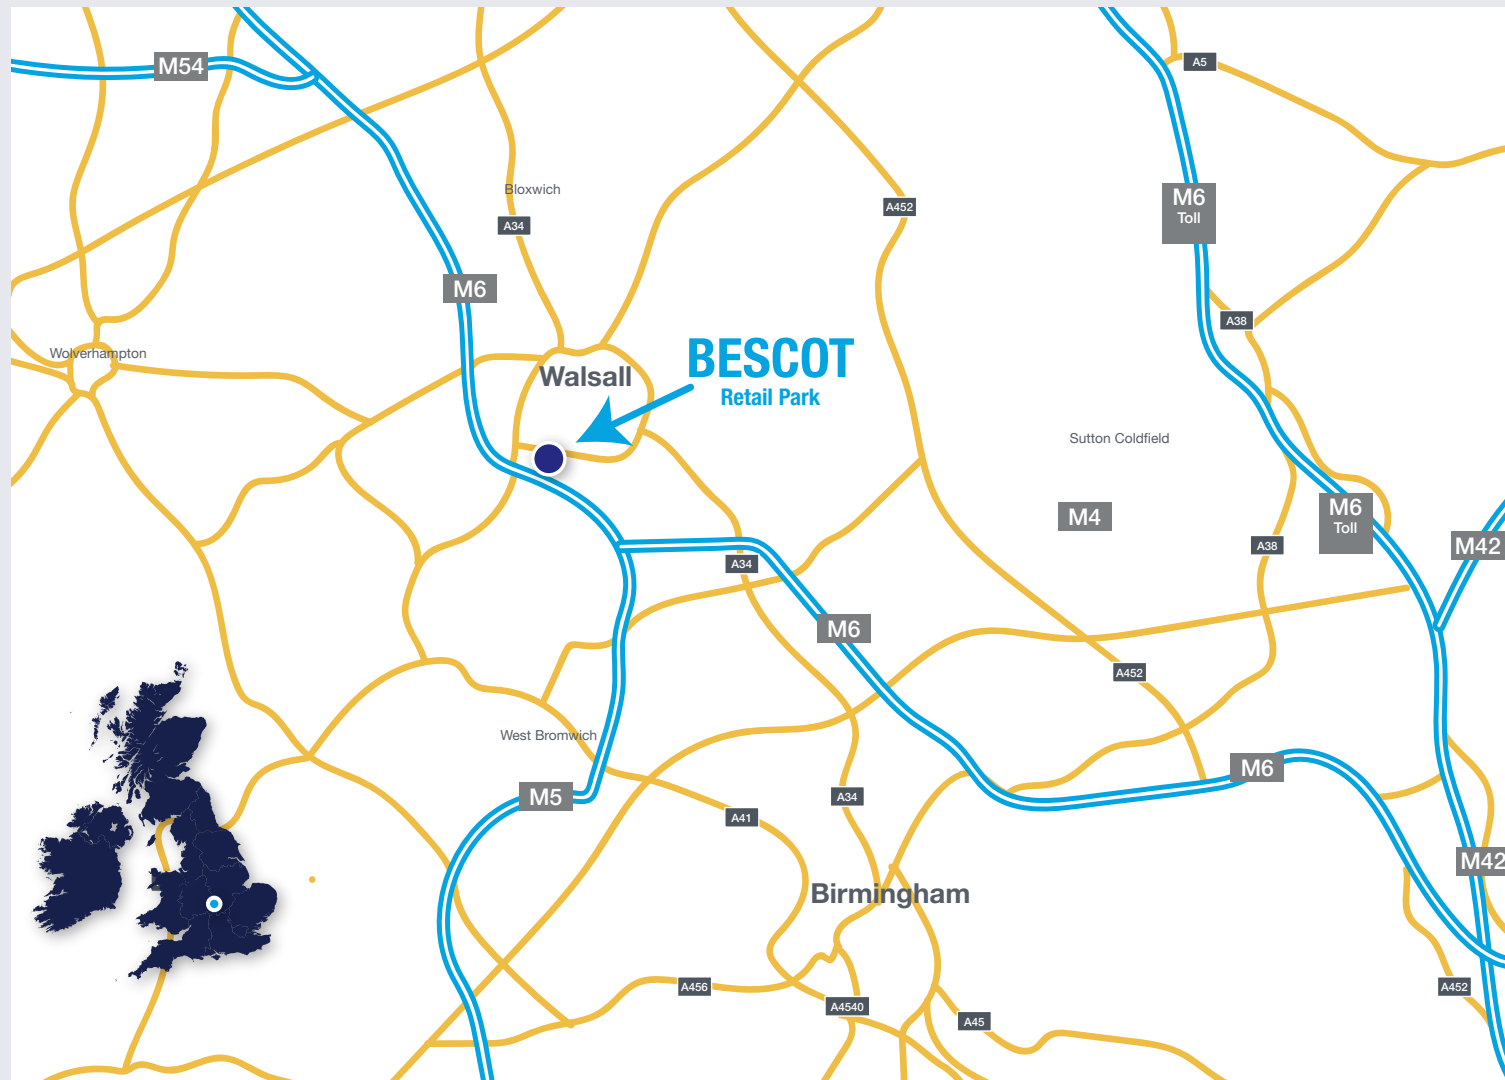 M54
A5
Bloxwich
M6
Toll
A452
A34
M6
A38
Wolverhampton
BESCOT
Walsall
Retail Park
Sutton Coldfield
M4
M6
Toll
A38
M42
A34
M6
A452
West Bromwich
M6
M5
A34
A41
M42
Birmingham
A456
A452
A4540
A45